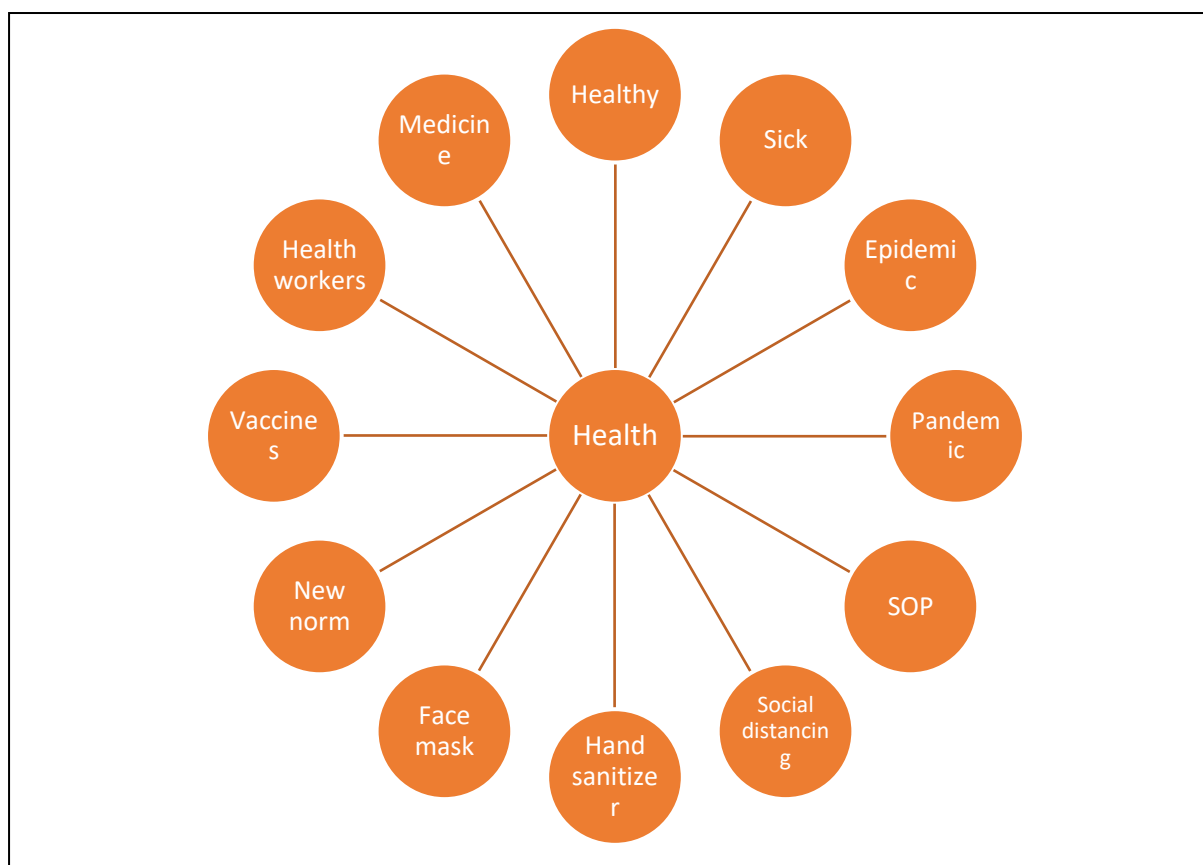 Healthy
Sick
Epidemi
c
Pandem
ic
SOP
Social
distancin
g
Hand
sanitize
r
Face
mask
New
norm
Vaccine
s
Health
workers
Medicin
e
Health